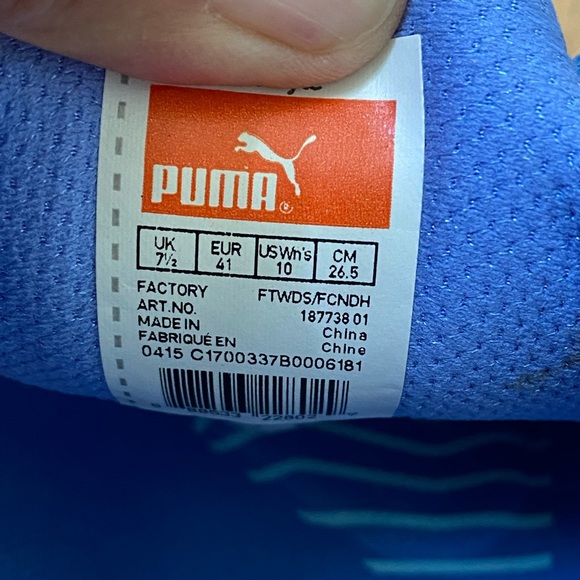 PUMA®
UK EUR US Wn's CM
7½ 41 10 26.5
FACTORY FTWDS/FCNDH
ART.NO. 187738 01
MADE IN China
FABRIQUÉ EN Chine
0415 C1700337B0006181